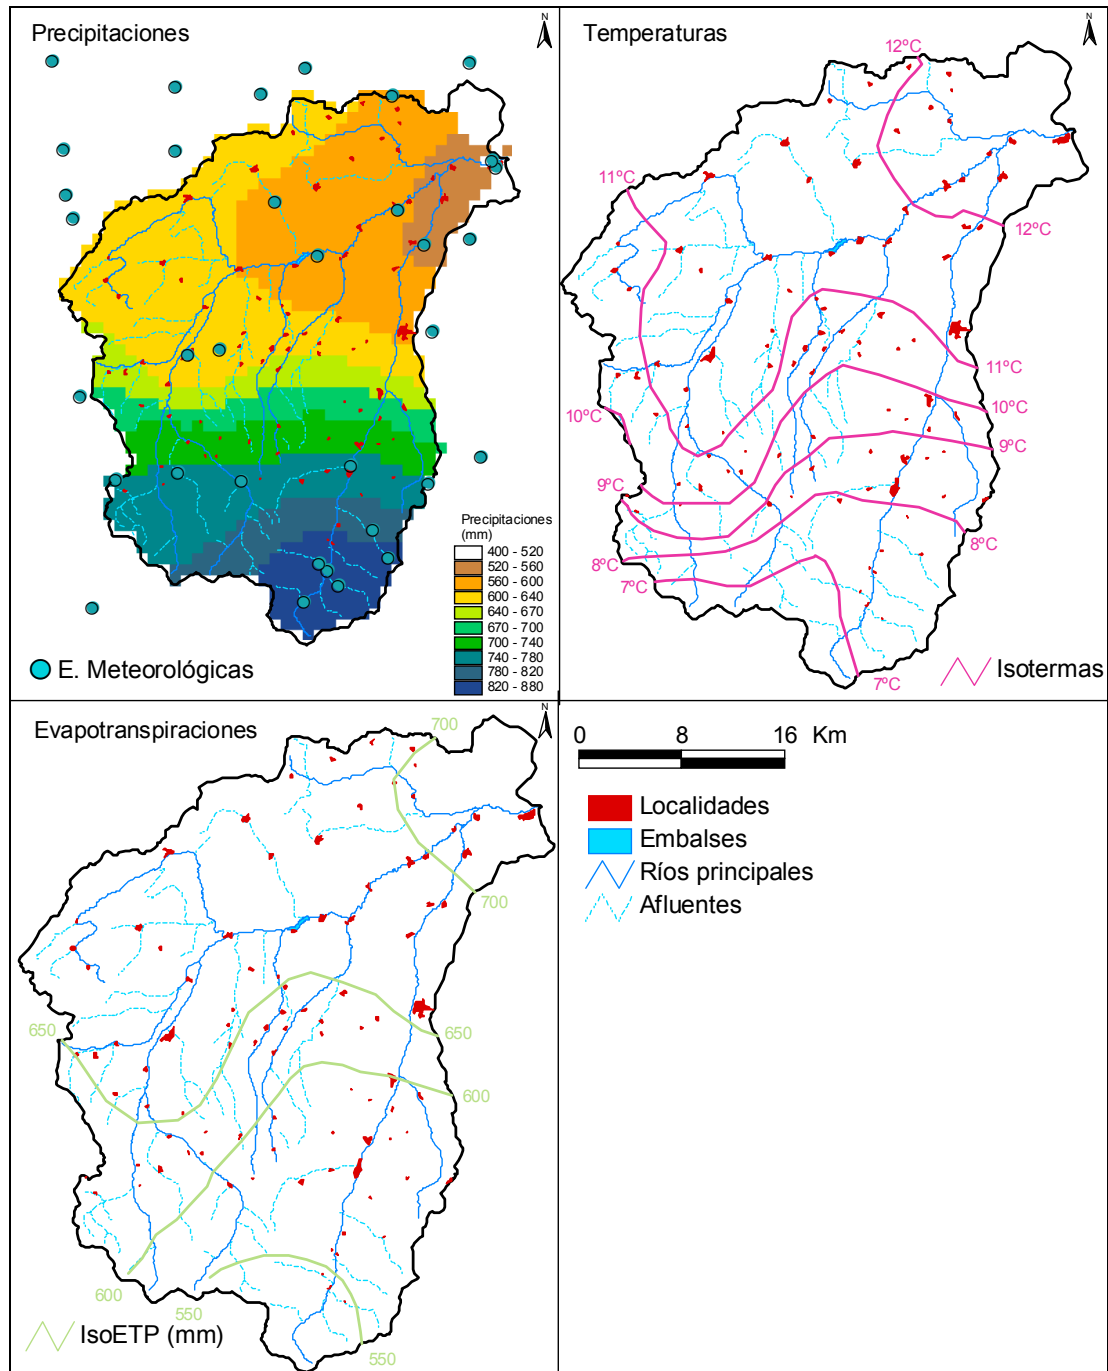 Precipitaciones
N
Precipitaciones
(mm)
400 - 520
520 - 560
560 - 600
600 - 640
640 - 670
670 - 700
700 - 740
740 - 780
780 - 820
820 - 880
E. Meteorológicas
Temperaturas
N
12ºC
11ºC
12ºC
11ºC
10ºC
10ºC
9ºC
9ºC
8ºC
8ºC
7ºC
7ºC
Isotermas
Evapotranspiraciones
N
700
700
650
650
600
600
550
550
IsoETP (mm)
0 8 16 Km
Localidades
Embalses
Ríos principales
Afluentes